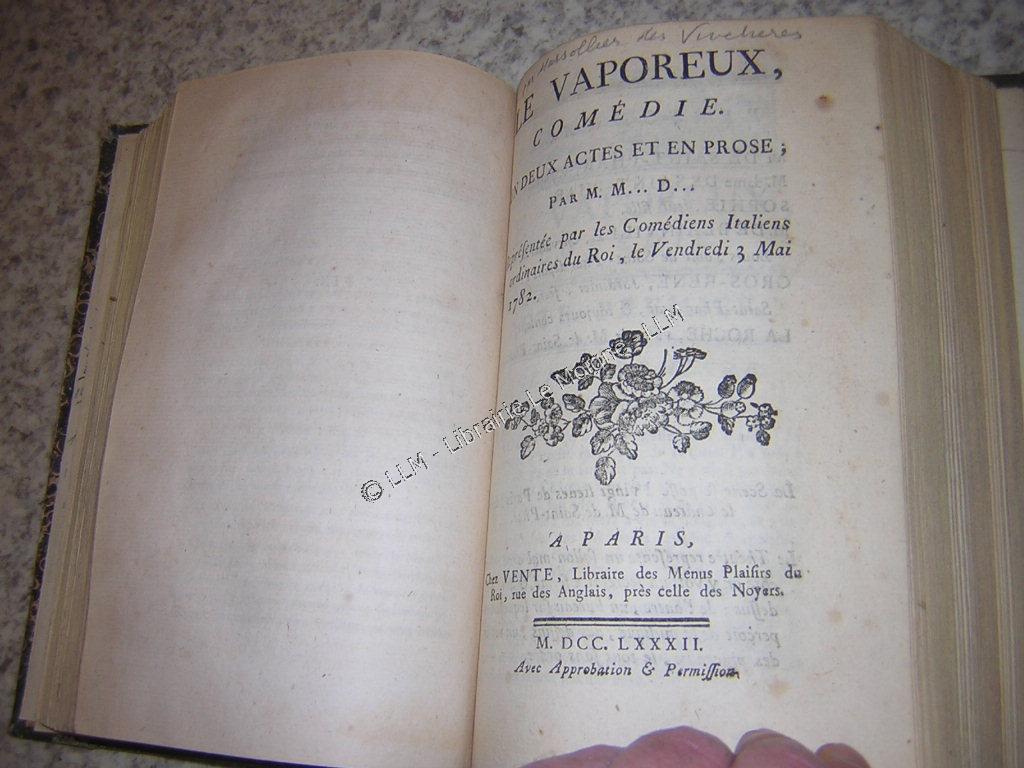 Marsollier des Vivetieres
LE VAPOREUX,
COMÉDIE.
EN DEUX ACTES ET EN PROSE;
PAR M. M... D...
Représentée par les Comédiens Italiens
ordinaires du Roi, le Vendredi 3 Mai
1782.
© LLM - Librairie Le Moine - LLM
A PARIS,
Chez VENTE, Libraire des Menus Plaisirs du
Roi, rue des Anglais, près celle des Noyers.
M. DCC. LXXXII.
Avec Approbation & Permission.